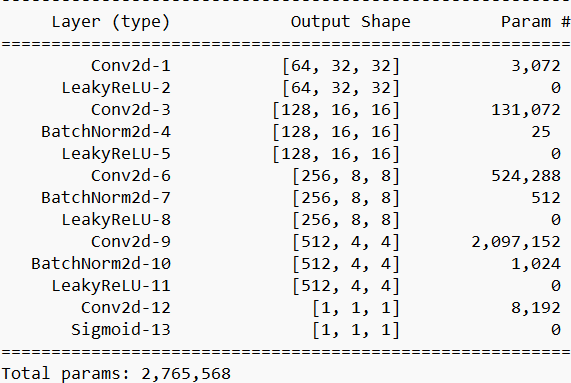 Layer (type) Output Shape Param #
================================================================
Conv2d-1 [64, 32, 32] 3,072
LeakyReLU-2 [64, 32, 32] 0
Conv2d-3 [128, 16, 16] 131,072
BatchNorm2d-4 [128, 16, 16] 25
LeakyReLU-5 [128, 16, 16] 0
Conv2d-6 [256, 8, 8] 524,288
BatchNorm2d-7 [256, 8, 8] 512
LeakyReLU-8 [256, 8, 8] 0
Conv2d-9 [512, 4, 4] 2,097,152
BatchNorm2d-10 [512, 4, 4] 1,024
LeakyReLU-11 [512, 4, 4] 0
Conv2d-12 [1, 1, 1] 8,192
Sigmoid-13 [1, 1, 1] 0
================================================================
Total params: 2,765,568